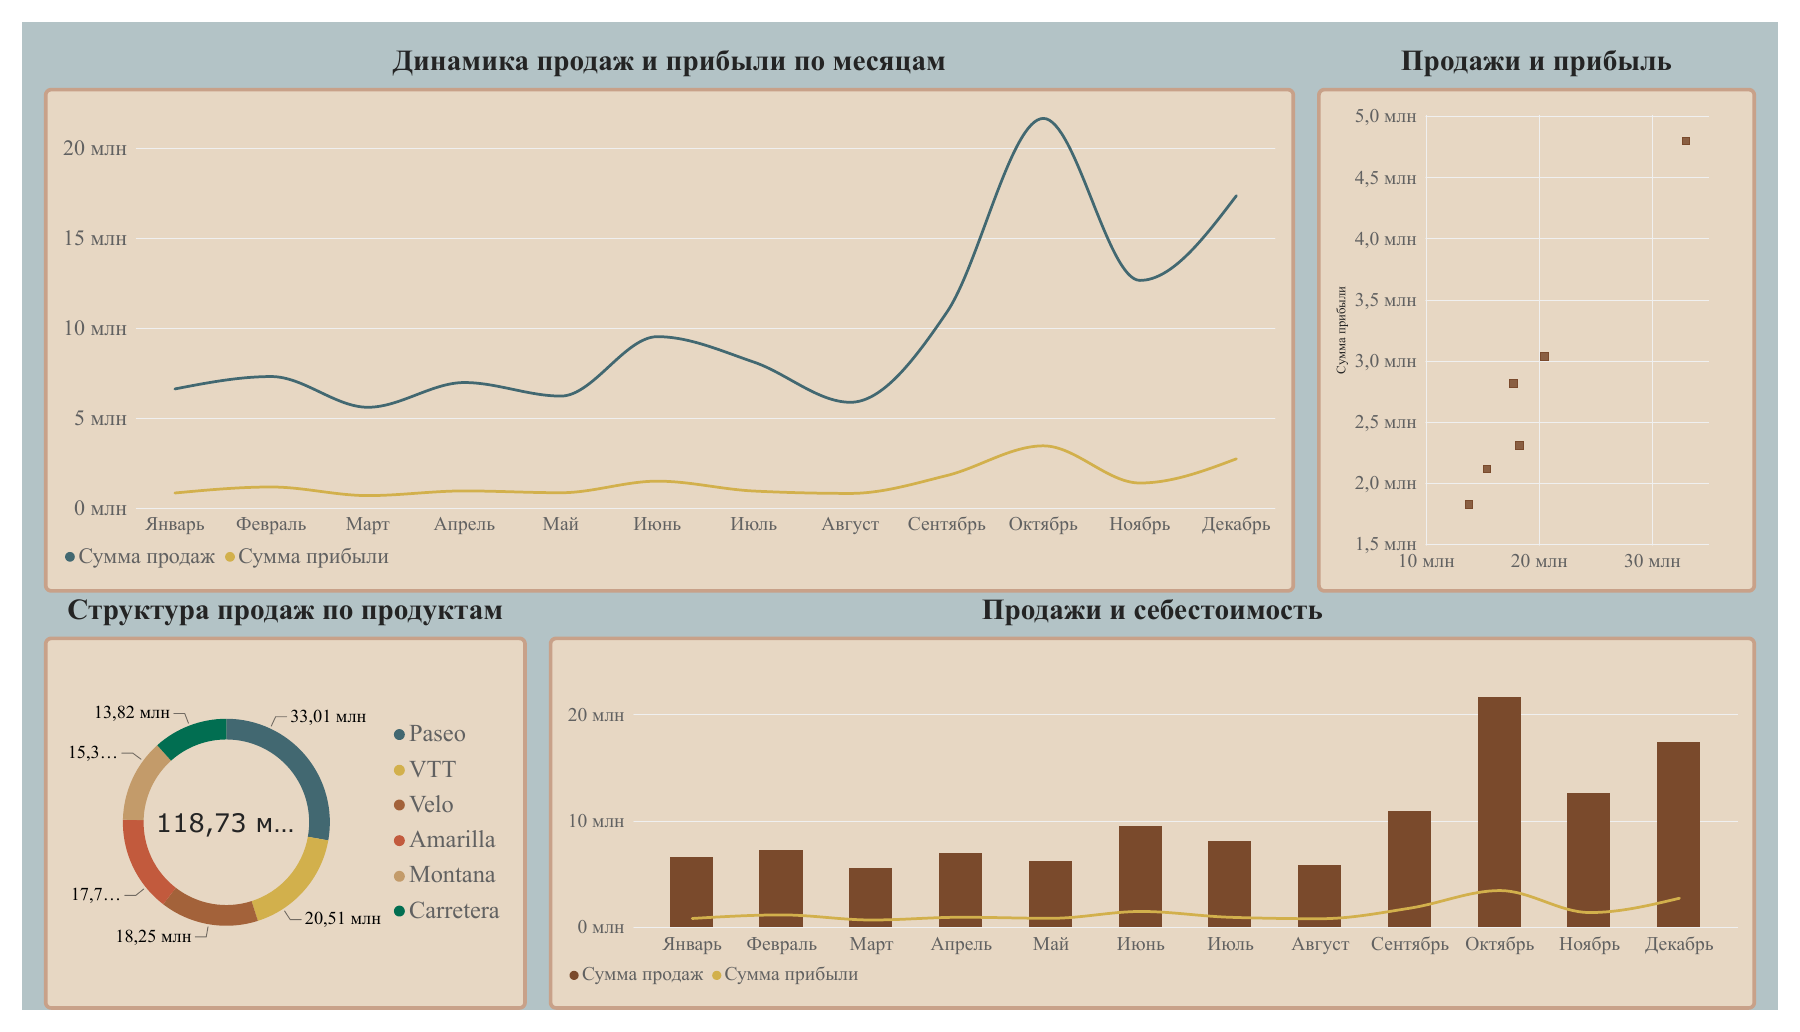 Динамика продаж и прибыли по месяцам
20 млн
15 млн
10 млн
5 млн
0 млн
Январь Февраль Март Апрель Май Июнь Июль Август Сентябрь Октябрь Ноябрь Декабрь
Сумма продаж Сумма прибыли
Продажи и прибыль
Сумма прибыли
5,0 млн
4,5 млн
4,0 млн
3,5 млн
3,0 млн
2,5 млн
2,0 млн
1,5 млн
10 млн 20 млн 30 млн
Структура продаж по продуктам
13,82 млн
33,01 млн
15,3…
118,73 м…
17,7…
20,51 млн
18,25 млн
Paseo
VTT
Velo
Amarilla
Montana
Carretera
Продажи и себестоимость
20 млн
10 млн
0 млн
Январь Февраль Март Апрель Май Июнь Июль Август Сентябрь Октябрь Ноябрь Декабрь
Сумма продаж Сумма прибыли